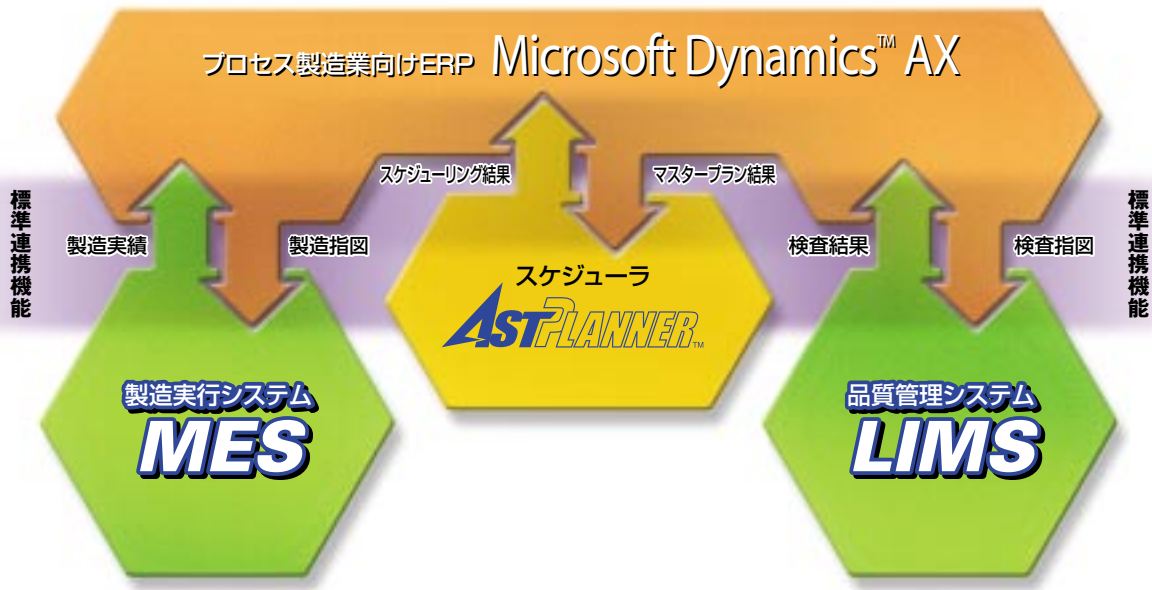 プロセス製造業向けERP Microsoft Dynamics™ AX
スケジューリング結果
マスタープラン結果
標準連携機能
製造実績
製造指図
検査結果
検査指図
標準連携機能
スケジューラ
ASTPLANNER™
製造実行システム
MES
品質管理システム
LIMS